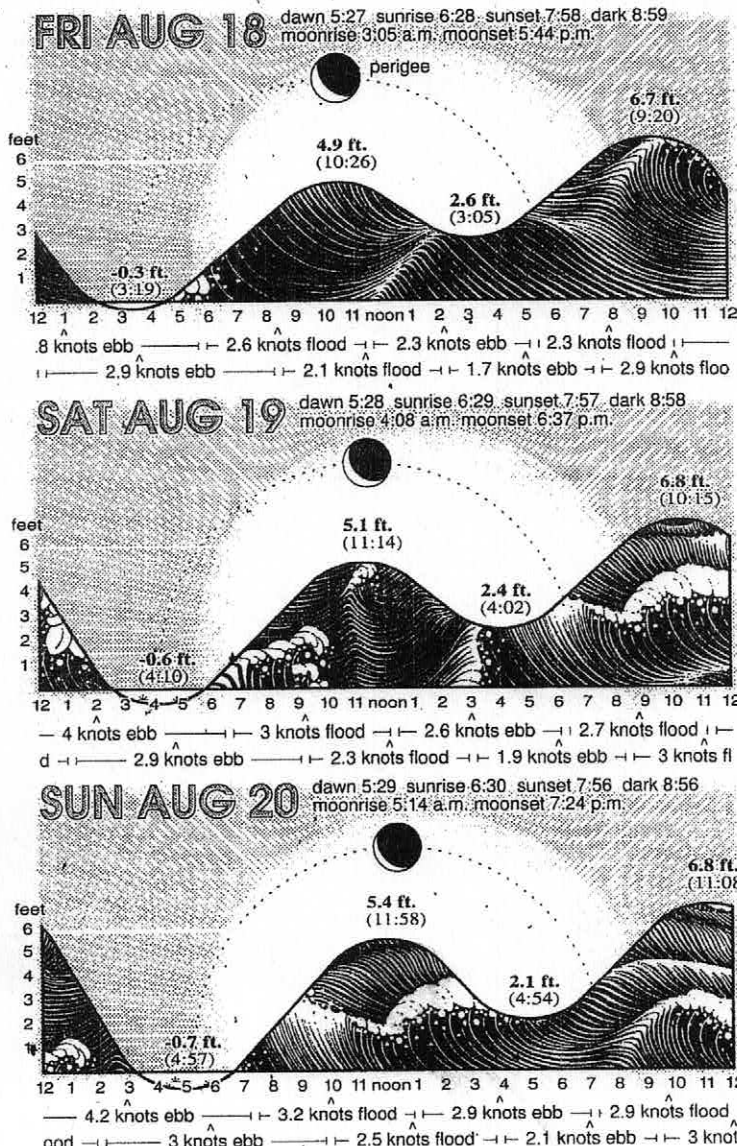 FRI AUG 18
dawn 5:27 sunrise 6:28 sunset 7:58 dark 8:59
moonrise 3:05 a.m. moonset 5:44 p.m.
perigee
6.7 ft.
(9:20)
feet
4.9 ft.
(10:26)
6
5
4
3
2
1
2.6 ft.
(3:05)
-0.3 ft.
(3:19)
12 1 2 3 4 5 6 7 8 9 10 11 noon 1 2 3 4 5 6 7 8 9 10 11 12
.8 knots ebb 2.6 knots flood 2.3 knots ebb 2.3 knots flood
2.9 knots ebb 2.1 knots flood 1.7 knots ebb 2.9 knots floo
SAT AUG 19
dawn 5:28 sunrise 6:29 sunset 7:57 dark 8:58
moonrise 4:08 a.m. moonset 6:37 p.m.
6.8 ft.
(10:15)
feet
5.1 ft.
(11:14)
6
5
4
3
2
1
2.4 ft.
(4:02)
-0.6 ft.
(4:10)
12 1 2 3 4 5 6 7 8 9 10 11 noon 1 2 3 4 5 6 7 8 9 10 11 12
4 knots ebb 3 knots flood 2.6 knots ebb 2.7 knots flood
d 2.9 knots ebb 2.3 knots flood 1.9 knots ebb 3 knots fl
SUN AUG 20
dawn 5:29 sunrise 6:30 sunset 7:56 dark 8:56
moonrise 5:14 a.m. moonset 7:24 p.m.
6.8 ft.
(11:08
feet
5.4 ft.
(11:58)
6
5
4
3
2
1
2.1 ft.
(4:54)
-0.7 ft.
(4:57)
12 1 2 3 4 5 6 7 8 9 10 11 noon 1 2 3 4 5 6 7 8 9 10 11 12
4.2 knots ebb 3.2 knots flood 2.9 knots ebb 2.9 knots flood
ood 3 knots ebb 2.5 knots flood 2.1 knots ebb 3 knot